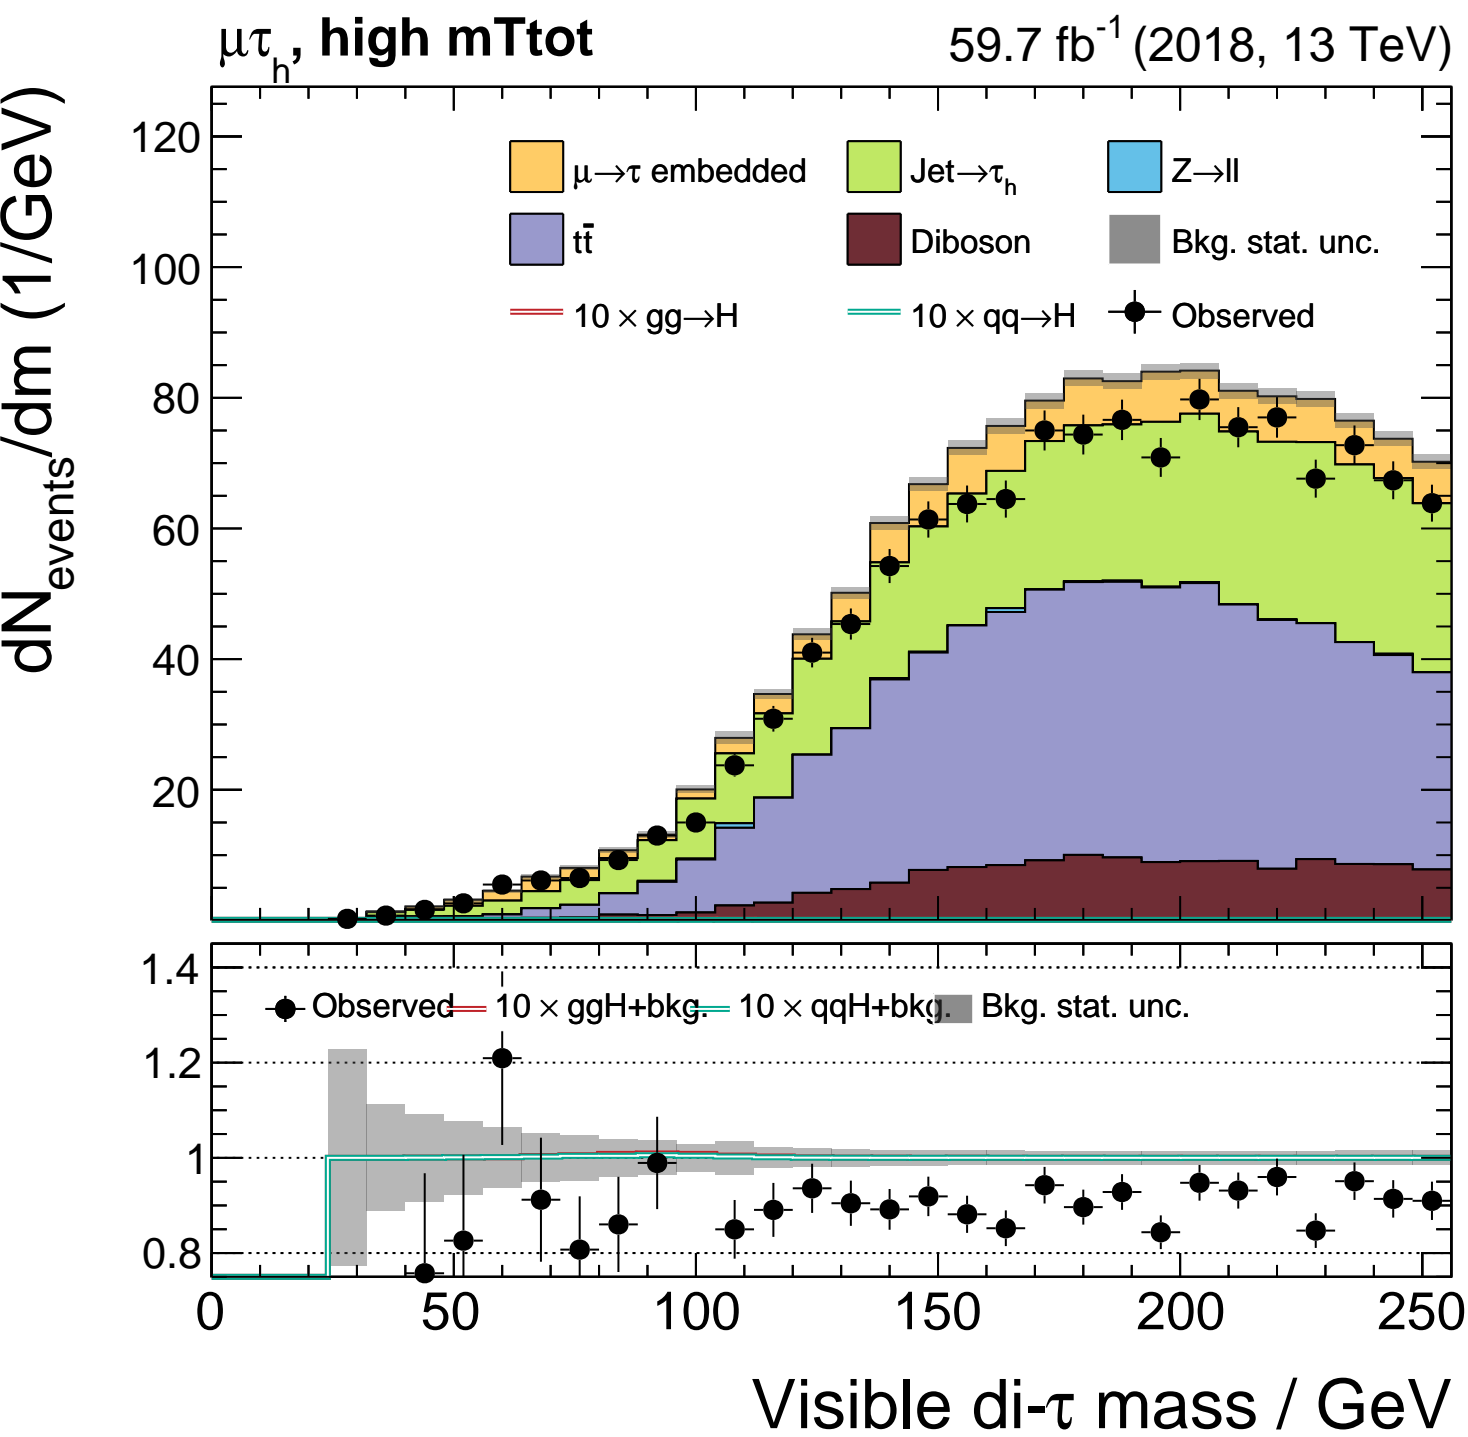 μτh, high mTtot 59.7 fb⁻¹ (2018, 13 TeV)
dNevents/dm (1/GeV)
120
100
80
60
40
20
μ→τ embedded Jet→τh Z→ll
tt̄ Diboson Bkg. stat. unc.
10 × gg→H 10 × qq→H Observed
1.4
1.2
1
0.8
Observed 10 × ggH+bkg. 10 × qqH+bkg. Bkg. stat. unc.
0 50 100 150 200 250
Visible di-τ mass / GeV